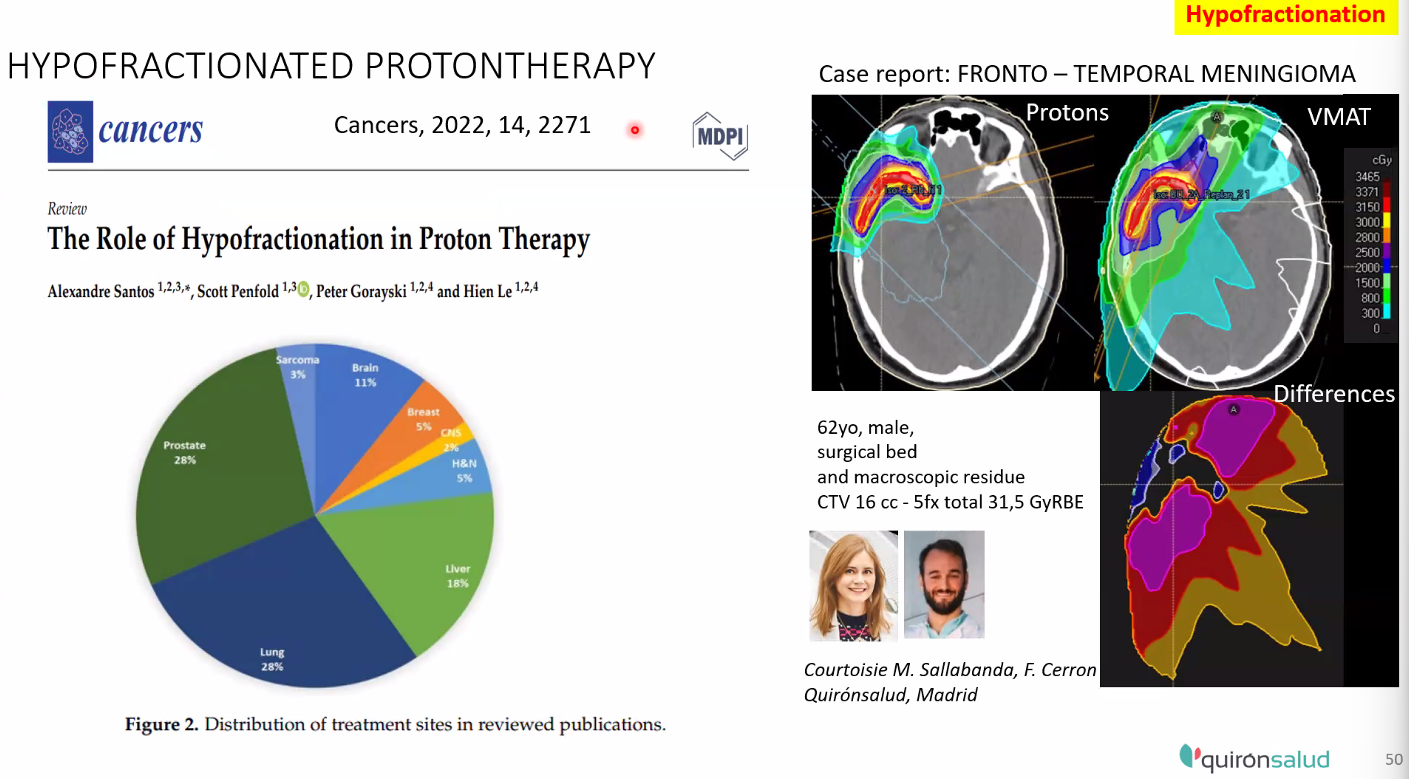 Hypofractionation
HYPOFRACTIONATED PROTONTHERAPY
cancers
Cancers, 2022, 14, 2271
MDPI
Review
The Role of Hypofractionation in Proton Therapy
Alexandre Santos 1,2,3,*, Scott Penfold 1,3 iD, Peter Gorayski 1,2,4 and Hien Le 1,2,4
Sarcoma
3%
Brain
11%
Breast
5%
CNS
2%
H&N
5%
Liver
18%
Lung
28%
Prostate
28%
Figure 2. Distribution of treatment sites in reviewed publications.
Case report: FRONTO – TEMPORAL MENINGIOMA
Protons
VMAT
A
cGy
3465
3371
3150
3000
2800
2500
2000
1500
800
300
0
Differences
A
62yo, male,
surgical bed
and macroscopic residue
CTV 16 cc - 5fx total 31,5 GyRBE
Courtoisie M. Sallabanda, F. Cerron
Quirónsalud, Madrid
quirónsalud
50